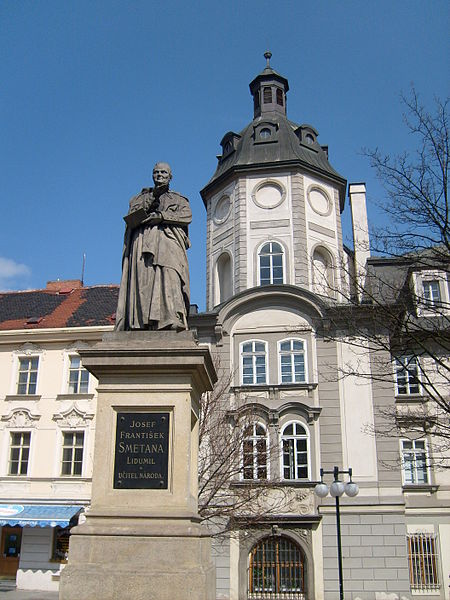 JOSEF
FRANTIŠEK
SMETANA
LIDUMIL
UČITEL NÁRODA.